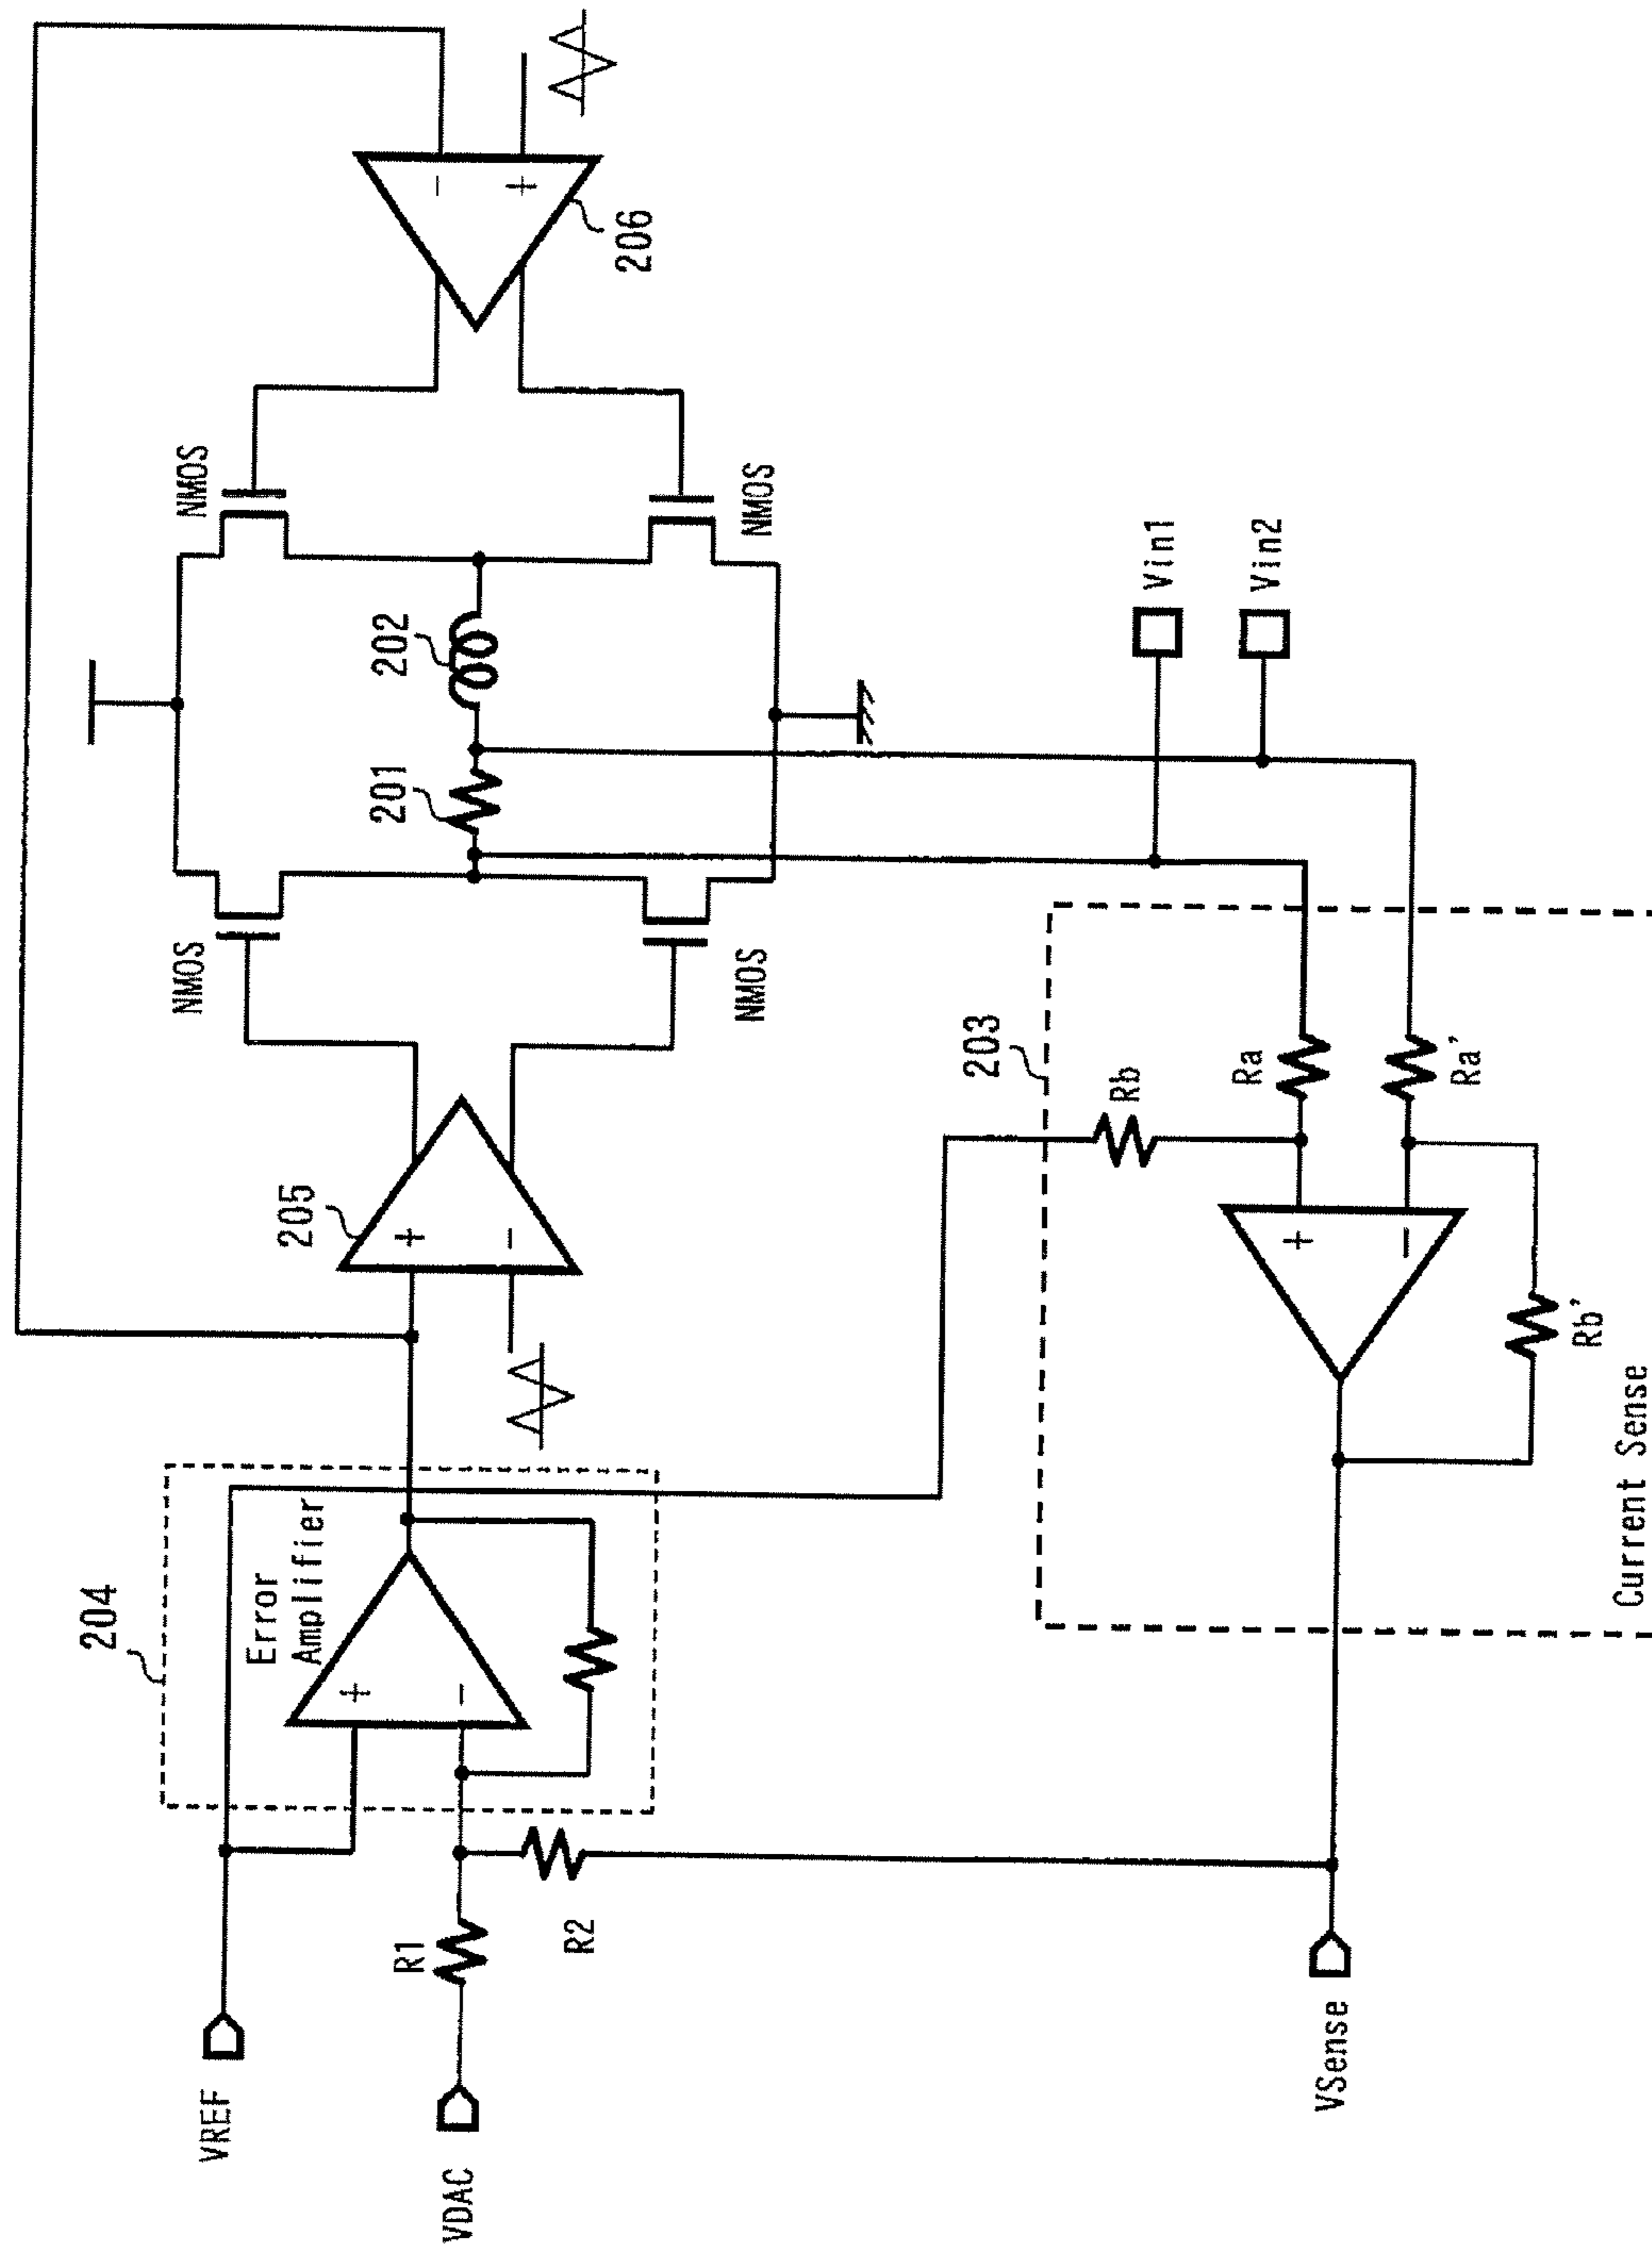 204
Error
Amplifier
+
−
VREF
VDAC
R1
R2
205
+
−
NMOS
NMOS
201
202
NMOS
NMOS
206
−
+
203
Rb
Ra
Ra'
+
−
Rb'
Current Sense
VSense
Vin1
Vin2